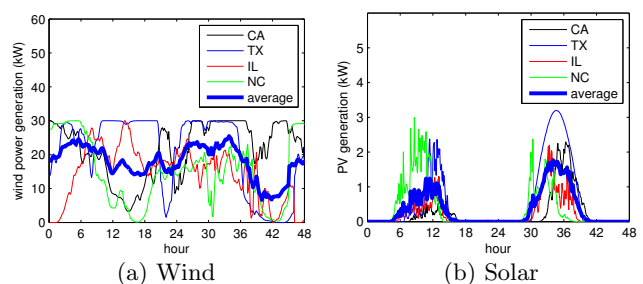 60
50
40
30
20
10
0
0 6 12 18 24 30 36 42 48
wind power generation (kW)
hour
CA
TX
IL
NC
average
(a) Wind
6
5
4
3
2
1
0
0 6 12 18 24 30 36 42 48
PV generation (kW)
hour
CA
TX
IL
NC
average
(b) Solar